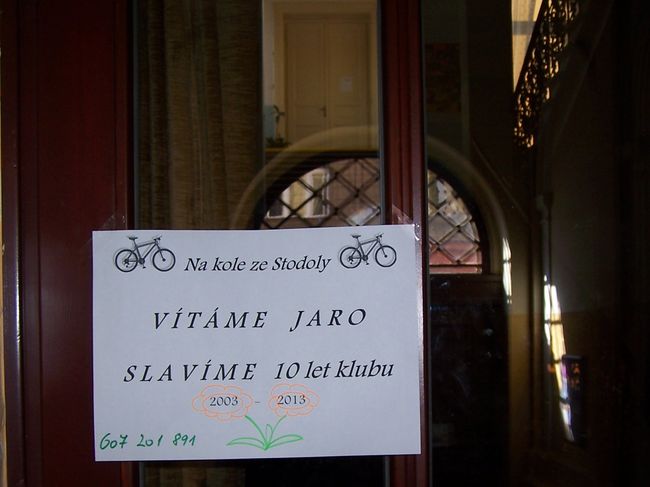 Na kole ze Stodoly
VÍTÁME JARO
SLAVÍME 10 let klubu
2003 - 2013
607 201 891